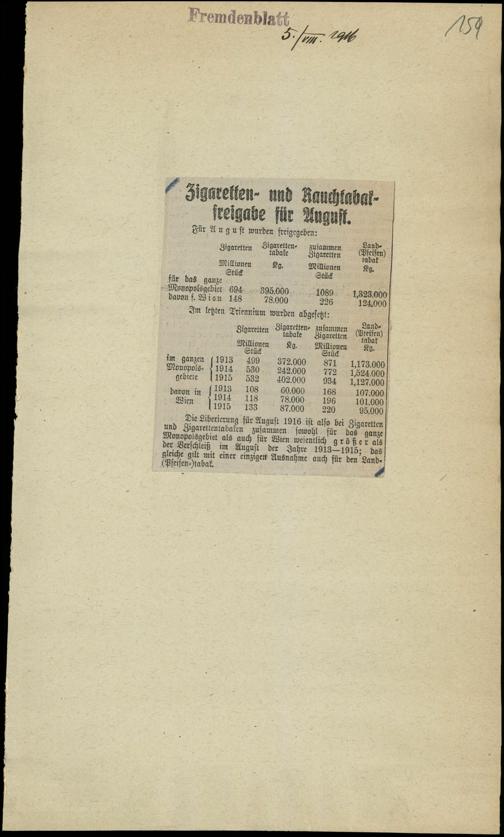 Fremdenblatt
5./VIII. 1916
159
Zigaretten- und Rauchtabak-
freigabe für August.
Für August wurden freigegeben:
Zigaretten Zigaretten-tabake zusammen Zigaretten Land-(Pfeifen)tabak
Millionen Stück Kg. Millionen Stück Kg.
für das ganze
Monopolsgebiet 694 395.000 1089 1,323.000
davon f. Wien 148 78.000 226 124.000
Im letzten Triennium wurden abgesetzt:
Zigaretten Zigaretten-tabake zusammen Zigaretten Land-(Pfeifen)tabak
Millionen Stück Kg. Millionen Stück Kg.
im ganzen 1913 499 372.000 871 1,173.000
Monopols- 1914 530 242.000 772 1,524.000
gebiete 1915 532 402.000 934 1,127.000
davon in 1913 108 60.000 168 107.000
Wien 1914 118 78.000 196 101.000
1915 133 87.000 220 95.000
Die Liberierung für August 1916 ist also bei Zigaretten
und Zigarettentabaken zusammen sowohl für das ganze
Monopolsgebiet als auch für Wien wesentlich größer als
der Verschleiß im August der Jahre 1913—1915; das
gleiche gilt mit einer einzigen Ausnahme auch für den Land-
(Pfeifen-)tabak.